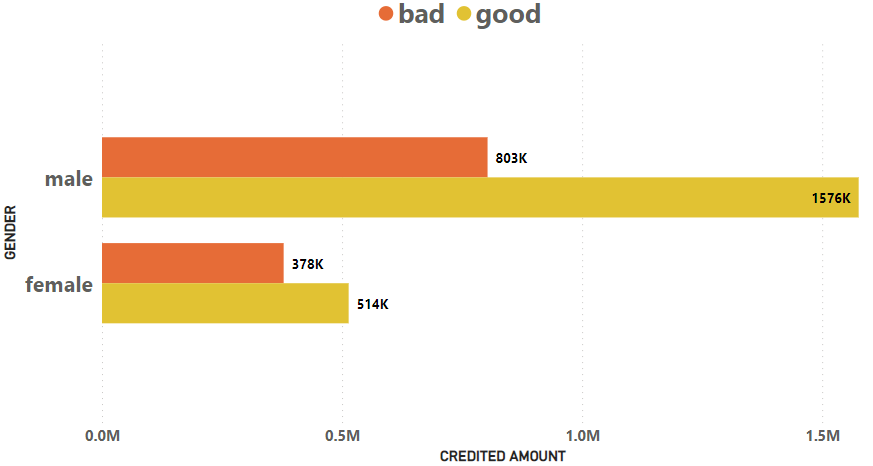 bad good
male
803K
1576K
GENDER
female
378K
514K
0.0M 0.5M 1.0M 1.5M
CREDITED AMOUNT